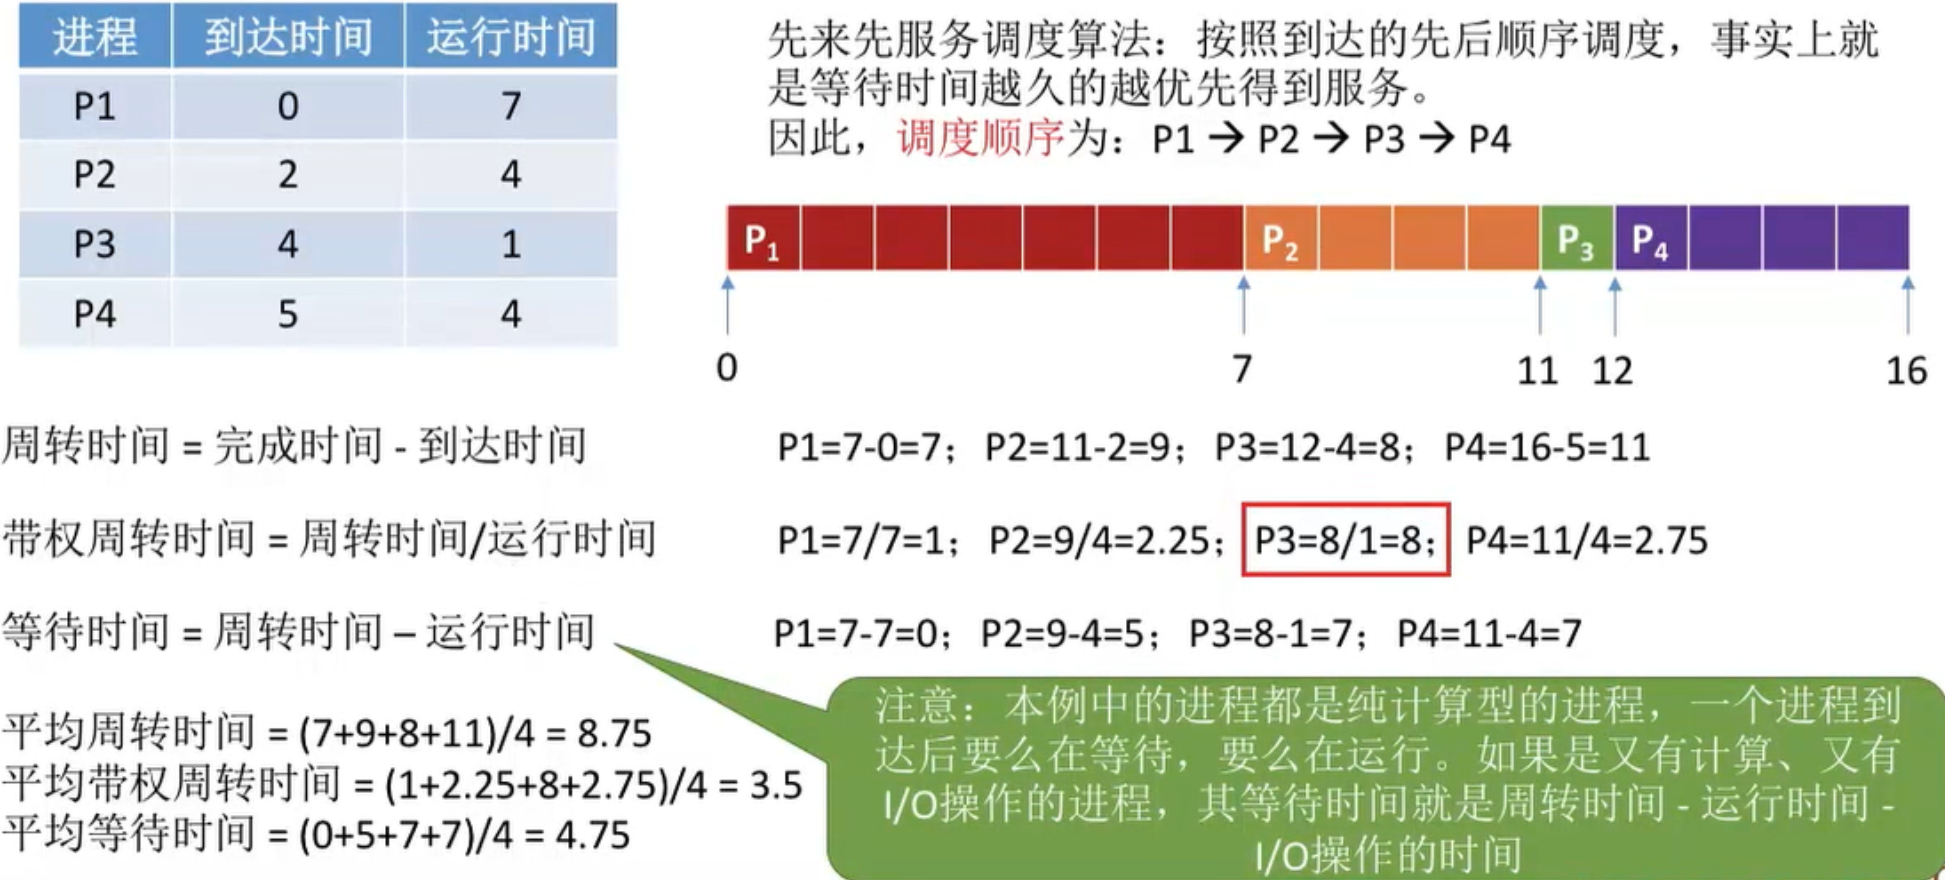 进程 到达时间 运行时间
P1 0 7
P2 2 4
P3 4 1
P4 5 4
先来先服务调度算法：按照到达的先后顺序调度，事实上就
是等待时间越久的越优先得到服务。
因此，调度顺序为：P1 → P2 → P3 → P4
P1 P2 P3 P4
0 7 11 12 16
周转时间 = 完成时间 - 到达时间
P1=7-0=7；P2=11-2=9；P3=12-4=8；P4=16-5=11
带权周转时间 = 周转时间/运行时间
P1=7/7=1；P2=9/4=2.25；P3=8/1=8；P4=11/4=2.75
等待时间 = 周转时间 – 运行时间
P1=7-7=0；P2=9-4=5；P3=8-1=7；P4=11-4=7
注意：本例中的进程都是纯计算型的进程，一个进程到
达后要么在等待，要么在运行。如果是又有计算、又有
I/O操作的进程，其等待时间就是周转时间 - 运行时间 -
I/O操作的时间
平均周转时间 = (7+9+8+11)/4 = 8.75
平均带权周转时间 = (1+2.25+8+2.75)/4 = 3.5
平均等待时间 = (0+5+7+7)/4 = 4.75